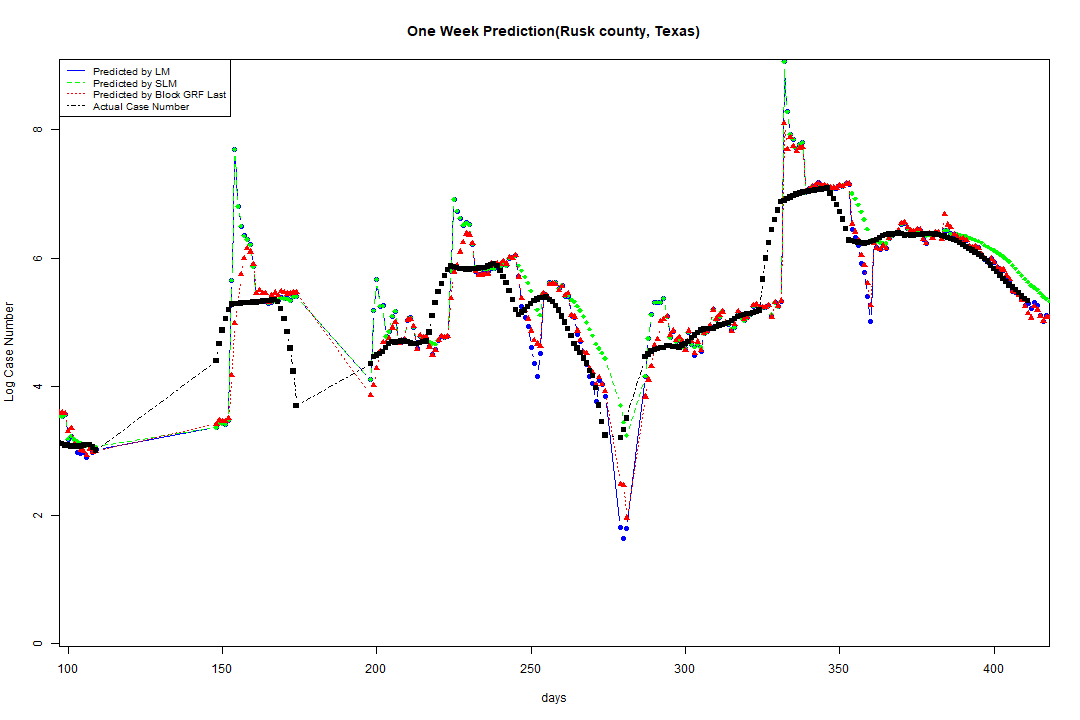 One Week Prediction(Rusk county, Texas)
Predicted by LM
Predicted by SLM
Predicted by Block GRF Last
Actual Case Number
Log Case Number
8
6
4
2
0
100 150 200 250 300 350 400
days